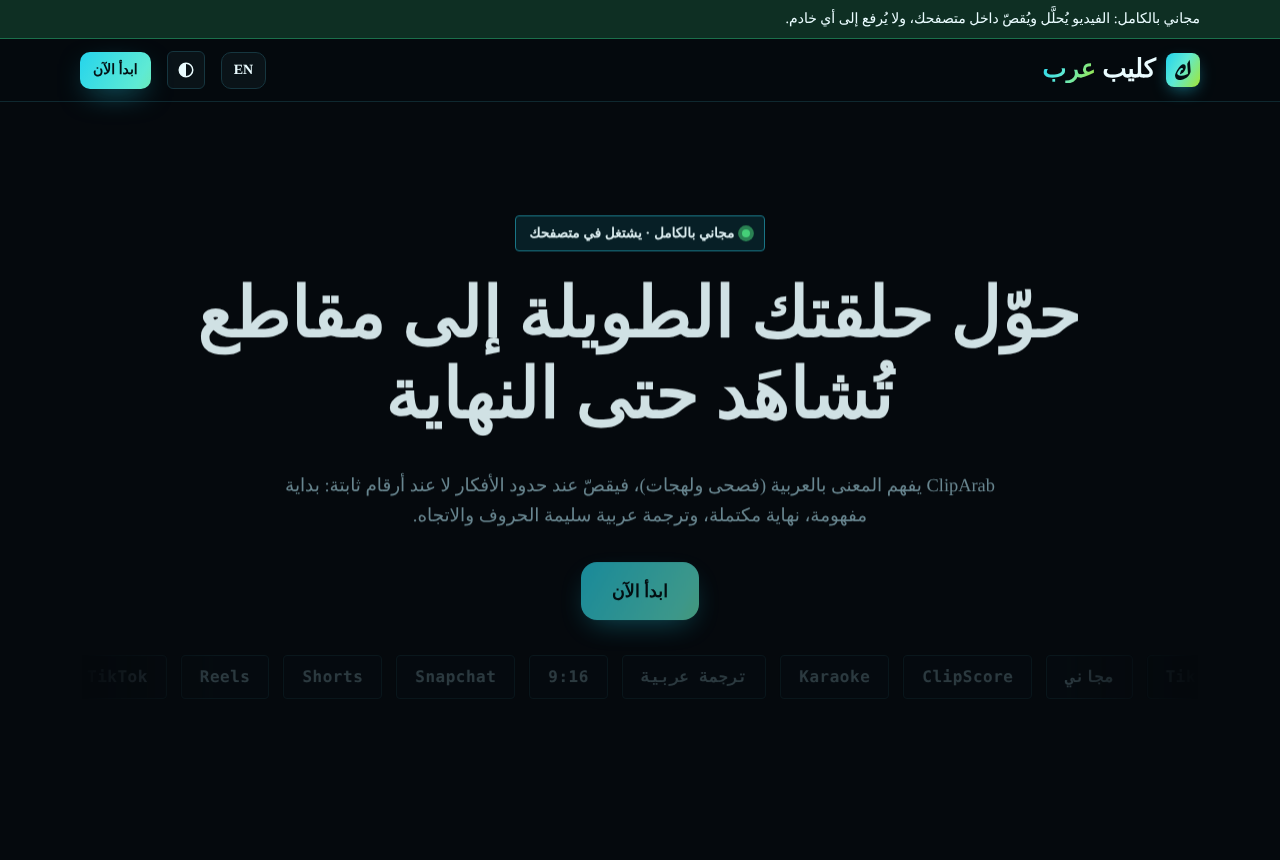 مجاني بالكامل: الفيديو يُحلَّل ويُقصّ داخل متصفحك، ولا يُرفع إلى أي خادم.
ك كليب عرب
EN
ابدأ الآن
مجاني بالكامل · يشتغل في متصفحك
حوّل حلقتك الطويلة إلى مقاطع
تُشاهَد حتى النهاية
ClipArab يفهم المعنى بالعربية (فصحى ولهجات)، فيقصّ عند حدود الأفكار لا عند أرقام ثابتة: بداية
مفهومة، نهاية مكتملة، وترجمة عربية سليمة الحروف والاتجاه.
ابدأ الآن
TikTok Reels Shorts Snapchat 9:16 ترجمة عربية Karaoke ClipScore مجاني Tik